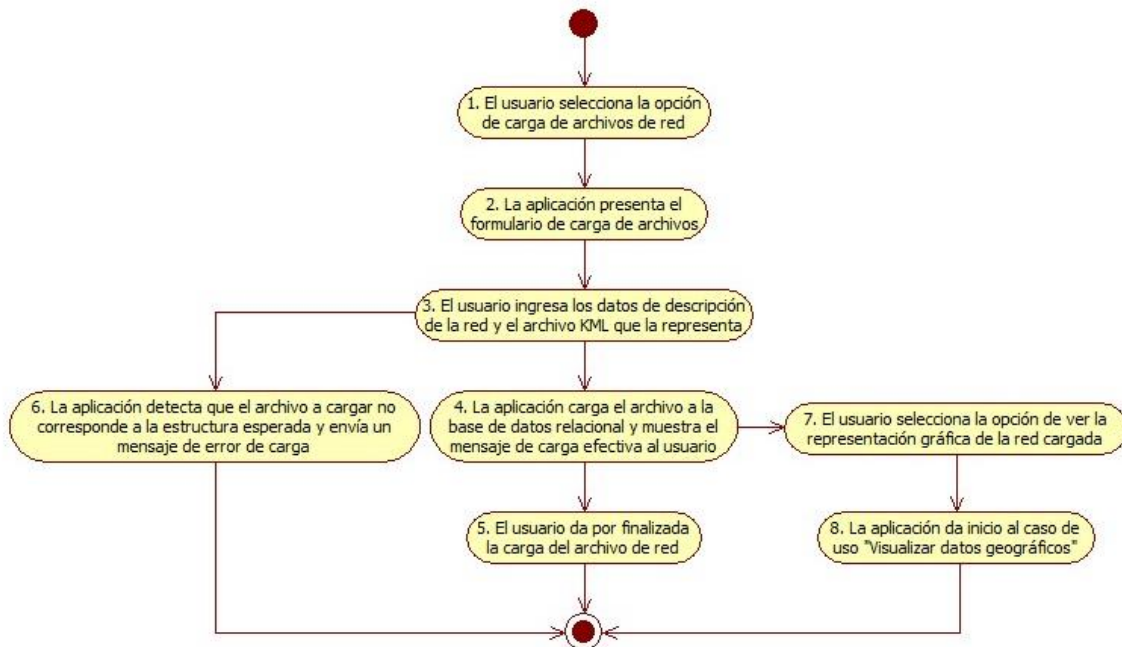 1. El usuario selecciona la opción
de carga de archivos de red
2. La aplicación presenta el
formulario de carga de archivos
3. El usuario ingresa los datos de descripción
de la red y el archivo KML que la representa
6. La aplicación detecta que el archivo a cargar no
corresponde a la estructura esperada y envía un
mensaje de error de carga
4. La aplicación carga el archivo a la
base de datos relacional y muestra el
mensaje de carga efectiva al usuario
7. El usuario selecciona la opción de ver la
representación gráfica de la red cargada
5. El usuario da por finalizada
la carga del archivo de red
8. La aplicación da inicio al caso de
uso "Visualizar datos geográficos"